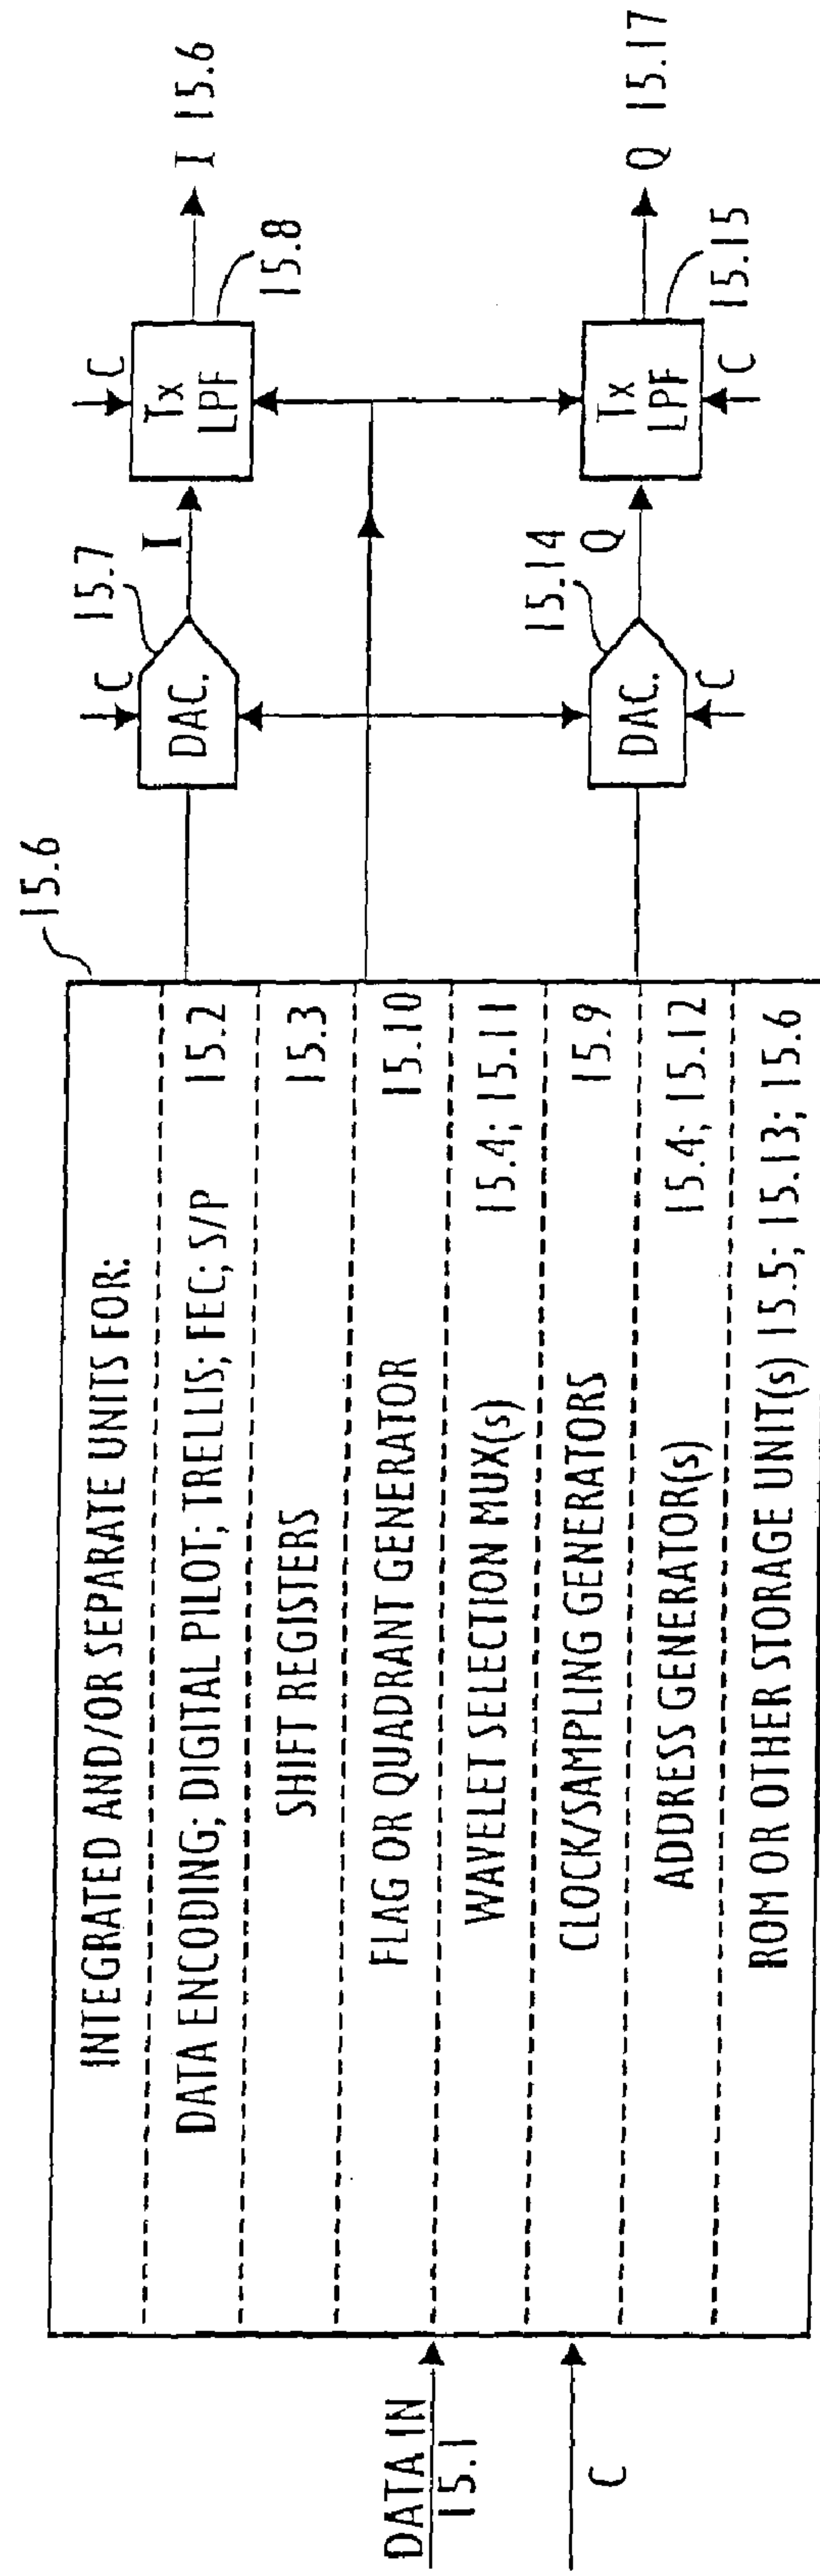 DATA IN
15.1
C
15.6
INTEGRATED AND/OR SEPARATE UNITS FOR:
DATA ENCODING; DIGITAL PILOT; TRELLIS; FEC; S/P 15.2
SHIFT REGISTERS 15.3
FLAG OR QUADRANT GENERATOR 15.10
WAVELET SELECTION MUX(s) 15.4; 15.11
CLOCK/SAMPLING GENERATORS 15.9
ADDRESS GENERATOR(s) 15.4; 15.12
ROM OR OTHER STORAGE UNIT(s) 15.5; 15.13; 15.6
C
15.7
DAC.
I
C
Tx
LPF
15.8
I 15.6
15.14
DAC.
C
Q
Tx
LPF
C
15.15
Q 15.17